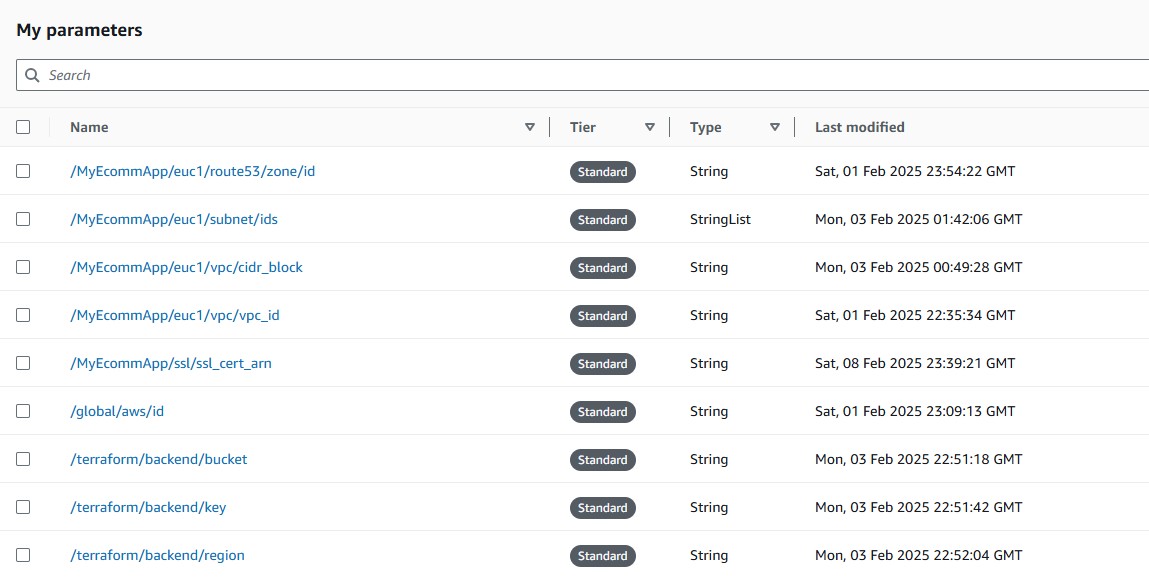 My parameters
Search
Name Tier Type Last modified
/MyEcommApp/euc1/route53/zone/id Standard String Sat, 01 Feb 2025 23:54:22 GMT
/MyEcommApp/euc1/subnet/ids Standard StringList Mon, 03 Feb 2025 01:42:06 GMT
/MyEcommApp/euc1/vpc/cidr_block Standard String Mon, 03 Feb 2025 00:49:28 GMT
/MyEcommApp/euc1/vpc/vpc_id Standard String Sat, 01 Feb 2025 22:35:34 GMT
/MyEcommApp/ssl/ssl_cert_arn Standard String Sat, 08 Feb 2025 23:39:21 GMT
/global/aws/id Standard String Sat, 01 Feb 2025 23:09:13 GMT
/terraform/backend/bucket Standard String Mon, 03 Feb 2025 22:51:18 GMT
/terraform/backend/key Standard String Mon, 03 Feb 2025 22:51:42 GMT
/terraform/backend/region Standard String Mon, 03 Feb 2025 22:52:04 GMT